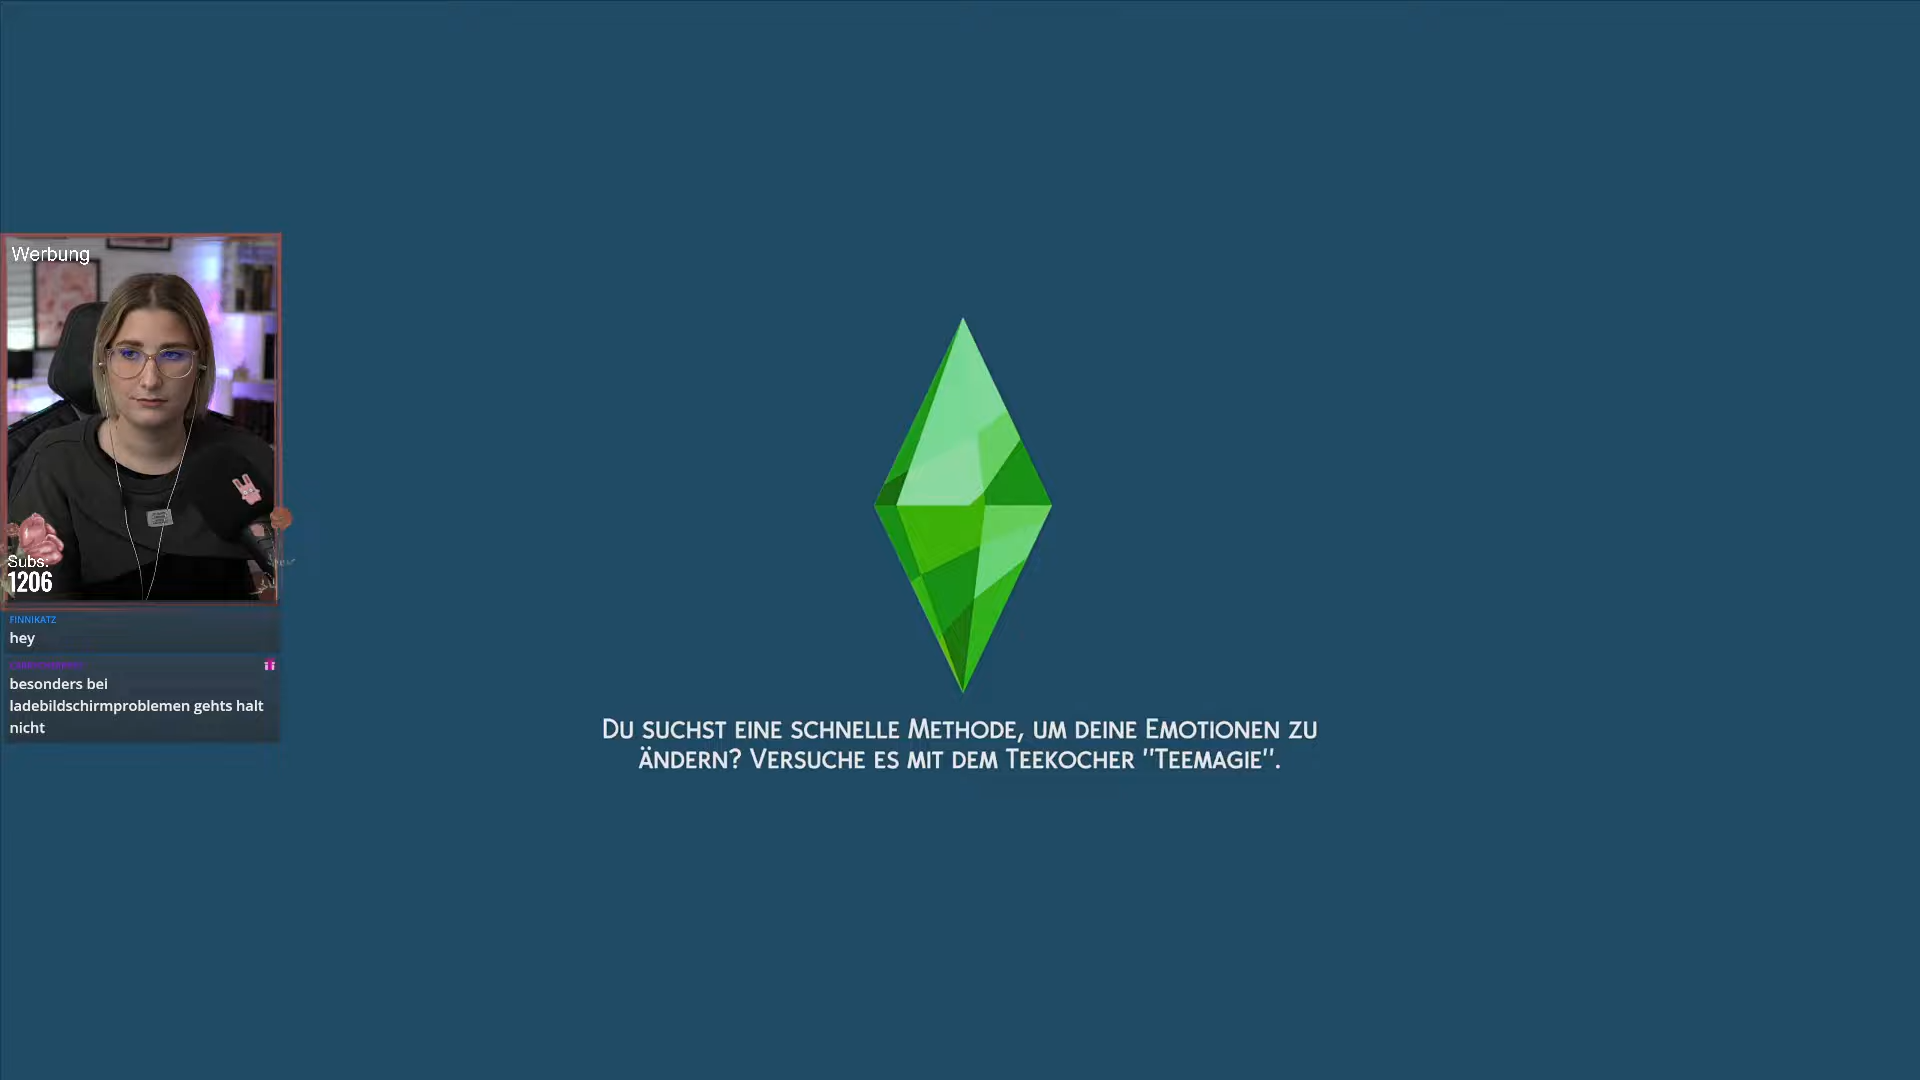 Werbung
Subs:
1206
FINNIKATZ
hey
besonders bei
ladebildschirmproblemen gehts halt
nicht
DU SUCHST EINE SCHNELLE METHODE, UM DEINE EMOTIONEN ZU
ÄNDERN? VERSUCHE ES MIT DEM TEEKOCHER "TEEMAGIE".